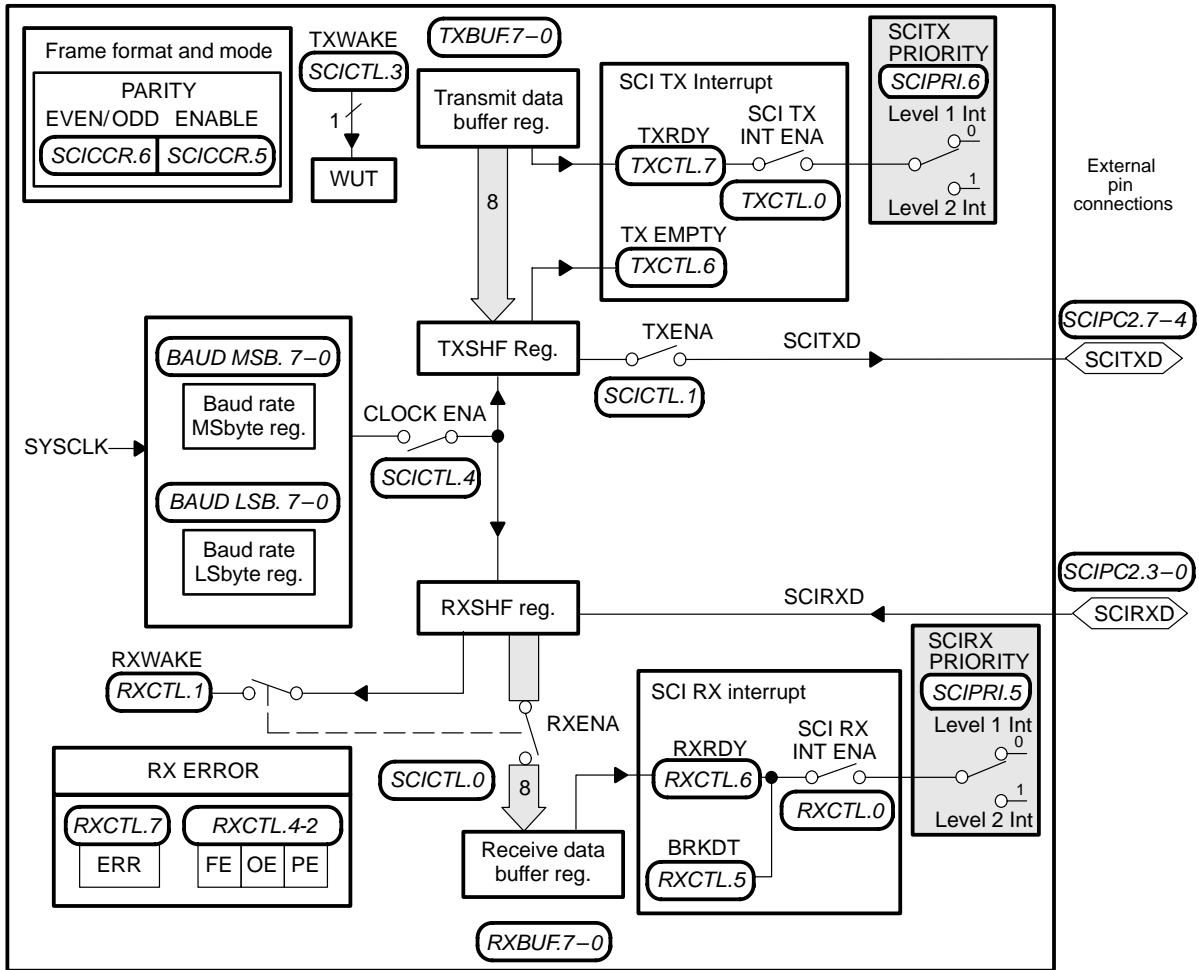 Frame format and mode
PARITY
EVEN/ODD ENABLE
SCICCR.6 SCICCR.5
TXWAKE
SCICTL.3
1
WUT
TXBUF.7–0
Transmit data
buffer reg.
8
SCI TX Interrupt
TXRDY
TXCTL.7
SCI TX
INT ENA
TXCTL.0
TX EMPTY
TXCTL.6
SCITX
PRIORITY
SCIPRI.6
Level 1 Int
0
1
Level 2 Int
External
pin
connections
TXSHF Reg.
TXENA
SCICTL.1
SCITXD
SCIPC2.7–4
SCITXD
SYSCLK
BAUD MSB. 7–0
Baud rate
MSbyte reg.
BAUD LSB. 7–0
Baud rate
LSbyte reg.
CLOCK ENA
SCICTL.4
RXSHF reg.
SCIRXD
SCIPC2.3–0
SCIRXD
RXWAKE
RXCTL.1
RXENA
SCICTL.0
8
Receive data
buffer reg.
RXBUF.7–0
RX ERROR
RXCTL.7 RXCTL.4-2
ERR FE OE PE
SCI RX interrupt
RXRDY
RXCTL.6
SCI RX
INT ENA
RXCTL.0
BRKDT
RXCTL.5
SCIRX
PRIORITY
SCIPRI.5
Level 1 Int
0
1
Level 2 Int